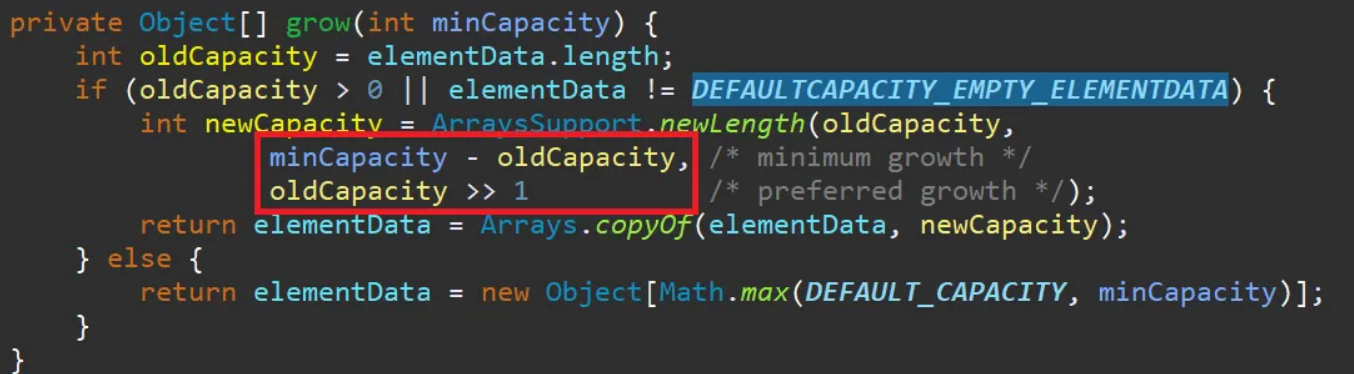 private Object[] grow(int minCapacity) {
    int oldCapacity = elementData.length;
    if (oldCapacity > 0 || elementData != DEFAULTCAPACITY_EMPTY_ELEMENTDATA) {
        int newCapacity = ArraysSupport.newLength(oldCapacity,
                minCapacity - oldCapacity, /* minimum growth */
                oldCapacity >> 1           /* preferred growth */);
        return elementData = Arrays.copyOf(elementData, newCapacity);
    } else {
        return elementData = new Object[Math.max(DEFAULT_CAPACITY, minCapacity)];
    }
}